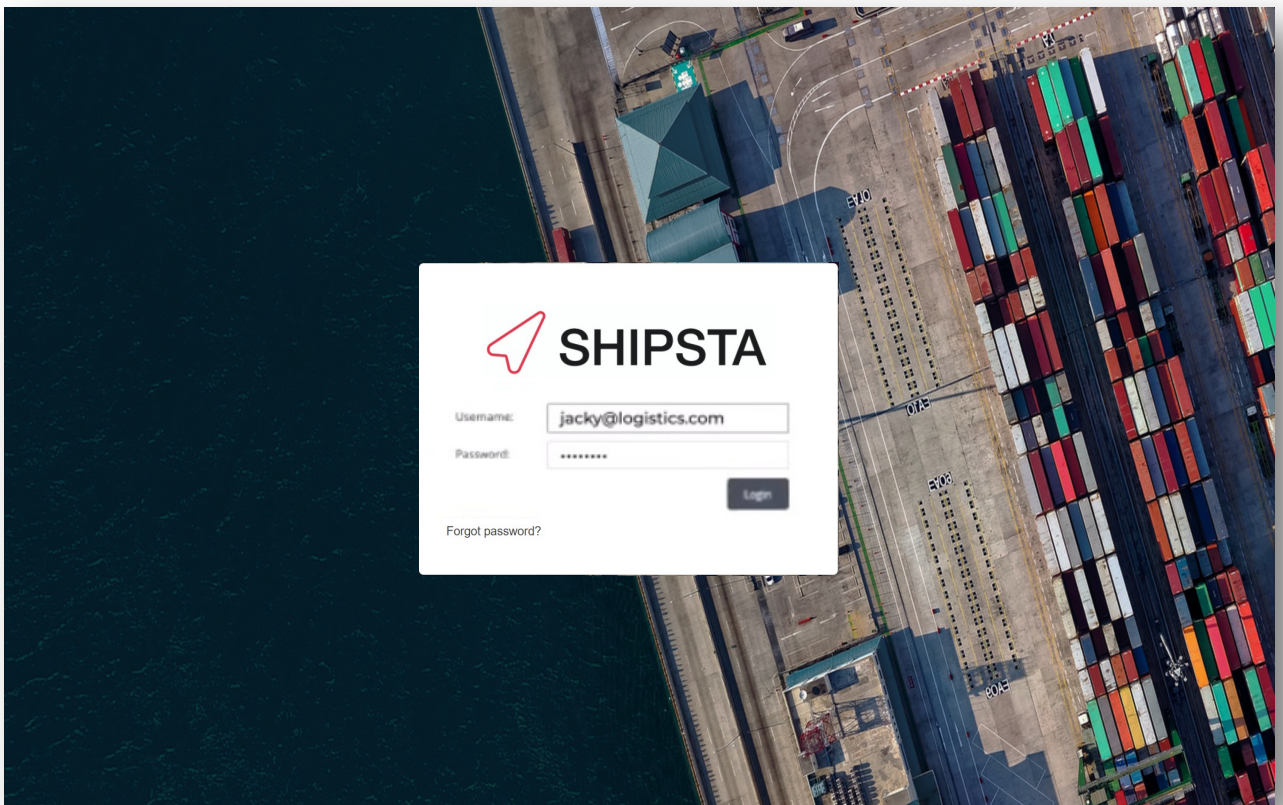 SHIPSTA
Username: jacky@logistics.com
Password: ••••••••
Login
Forgot password?